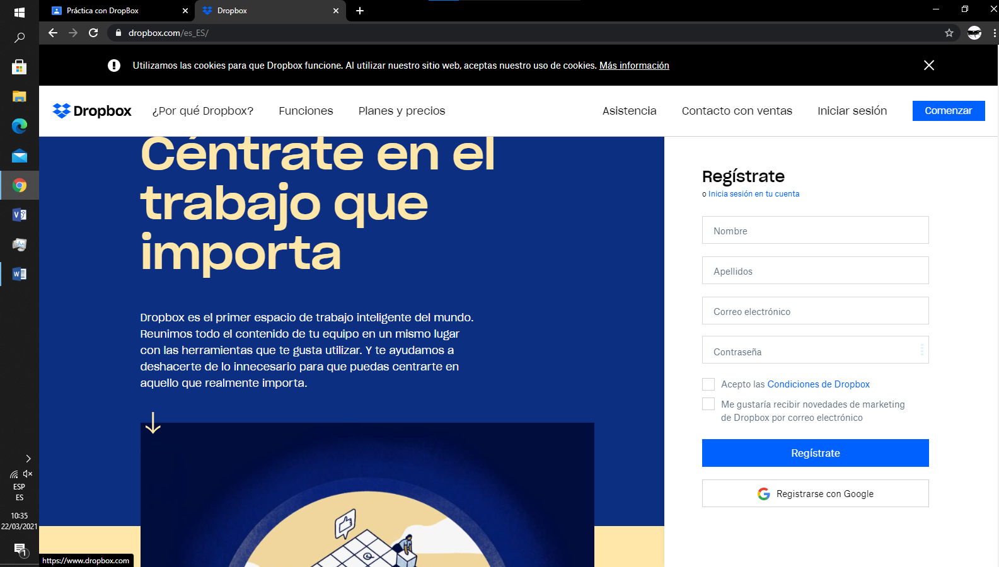 Práctica con DropBox
Dropbox
dropbox.com/es_ES/
Utilizamos las cookies para que Dropbox funcione. Al utilizar nuestro sitio web, aceptas nuestro uso de cookies. Más información
Dropbox
¿Por qué Dropbox?
Funciones
Planes y precios
Asistencia
Contacto con ventas
Iniciar sesión
Comenzar
Céntrate en el
trabajo que
importa
Dropbox es el primer espacio de trabajo inteligente del mundo.
Reunimos todo el contenido de tu equipo en un mismo lugar
con las herramientas que te gusta utilizar. Y te ayudamos a
deshacerte de lo innecesario para que puedas centrarte en
aquello que realmente importa.
Regístrate
o Inicia sesión en tu cuenta
Nombre
Apellidos
Correo electrónico
Contraseña
Acepto las Condiciones de Dropbox
Me gustaría recibir novedades de marketing
de Dropbox por correo electrónico
Regístrate
Registrarse con Google
ESP
ES
10:35
22/03/2021
1
https://www.dropbox.com